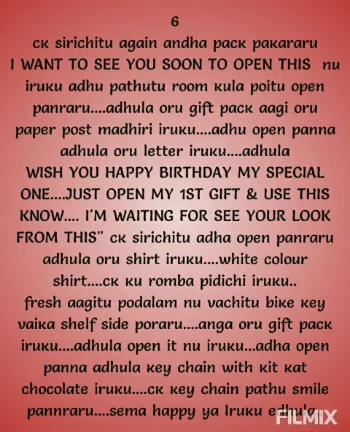 6
ck sirichitu again andha pack pakararu
I WANT TO SEE YOU SOON TO OPEN THIS nu
iruku adhu pathutu room kula poitu open
panraru....adhula oru gift pack aagi oru
paper post madhiri iruku....adhu open panna
adhula oru letter iruku....adhula
WISH YOU HAPPY BIRTHDAY MY SPECIAL
ONE....JUST OPEN MY 1ST GIFT & USE THIS
KNOW.... I'M WAITING FOR SEE YOUR LOOK
FROM THIS" ck sirichitu adha open panraru
adhula oru shirt iruku....white colour
shirt....ck ku romba pidichi iruku..
fresh aagitu podalam nu vachitu bike key
vaika shelf side poraru....anga oru gift pack
iruku....adhula open it nu iruku...adha open
panna adhula key chain with kit kat
chocolate iruku....ck key chain pathu smile
pannraru....sema happy ya Iruku edhula
FILMIX